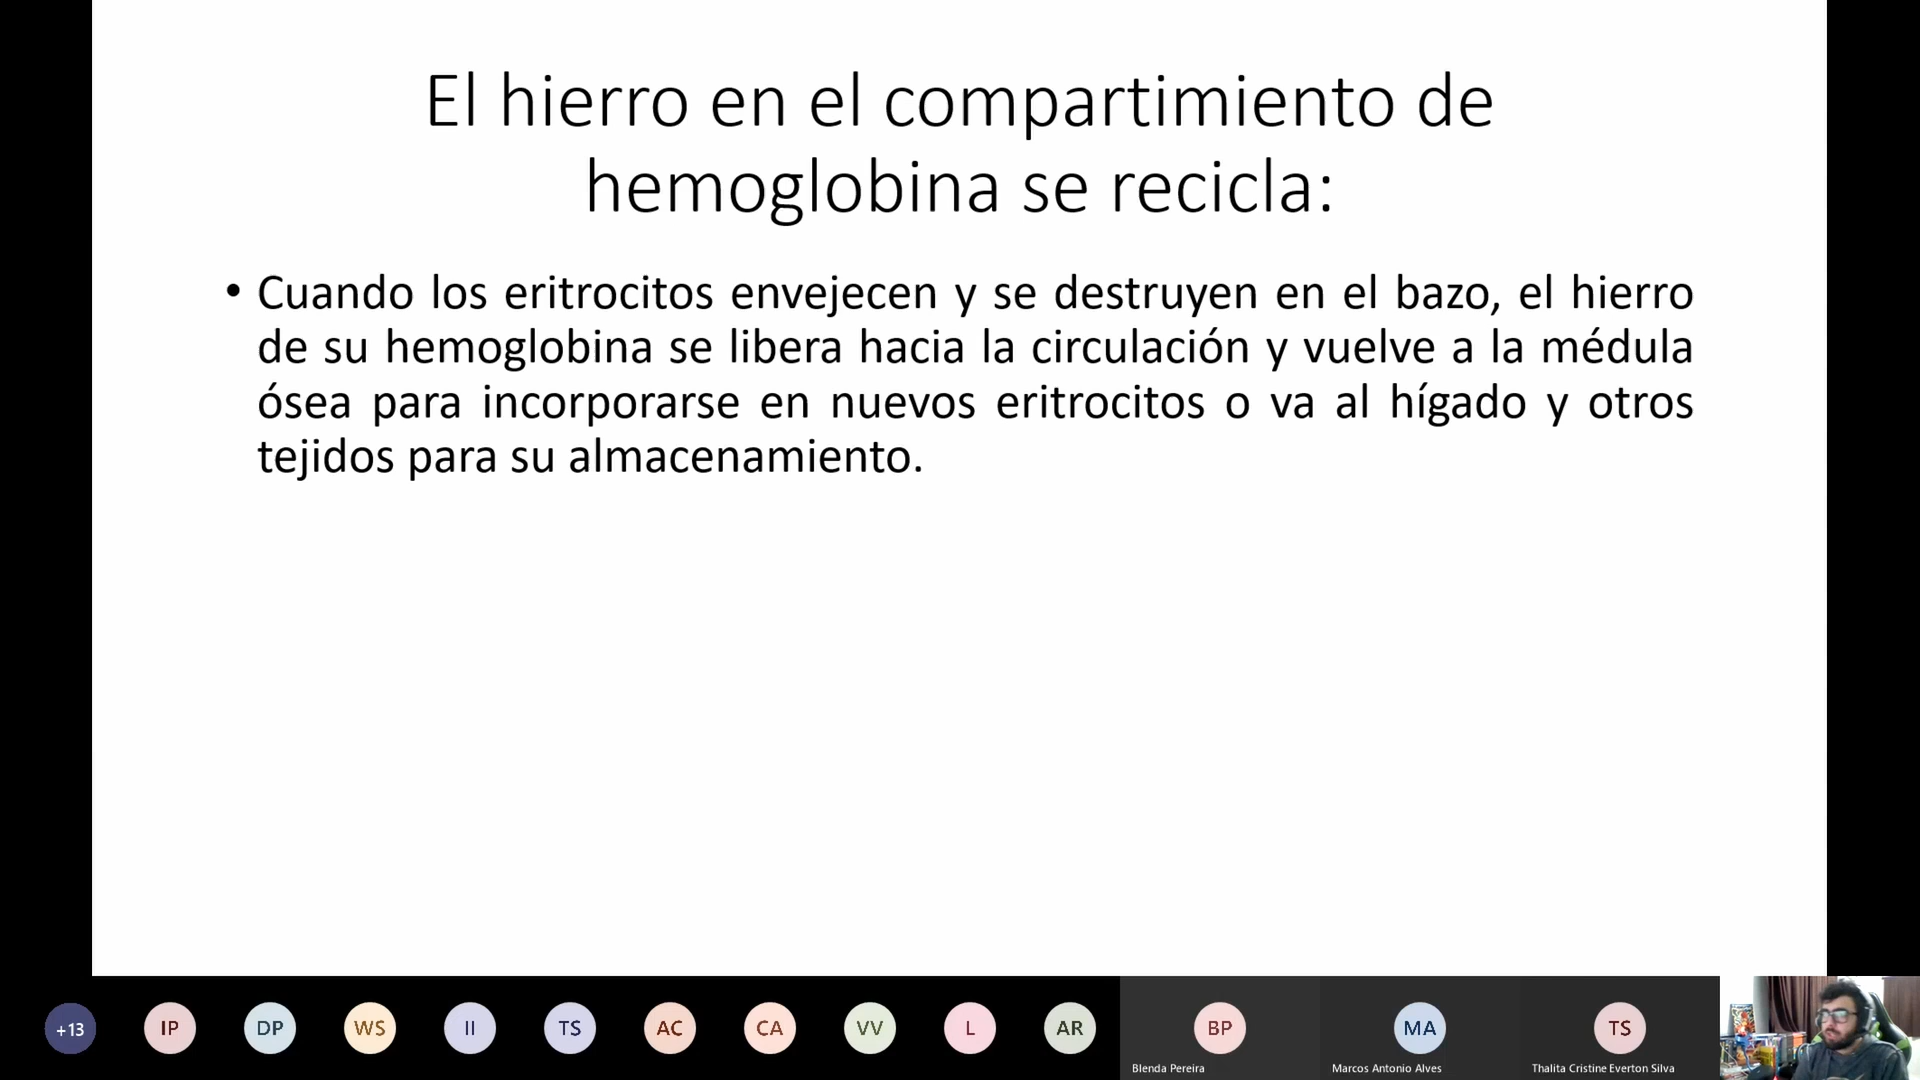 El hierro en el compartimiento de
hemoglobina se recicla:
• Cuando los eritrocitos envejecen y se destruyen en el bazo, el hierro
de su hemoglobina se libera hacia la circulación y vuelve a la médula
ósea para incorporarse en nuevos eritrocitos o va al hígado y otros
tejidos para su almacenamiento.
+13 IP DP WS II TS AC CA VV L AR BP MA TS
Blenda Pereira Marcos Antonio Alves Thalita Cristine Everton Silva